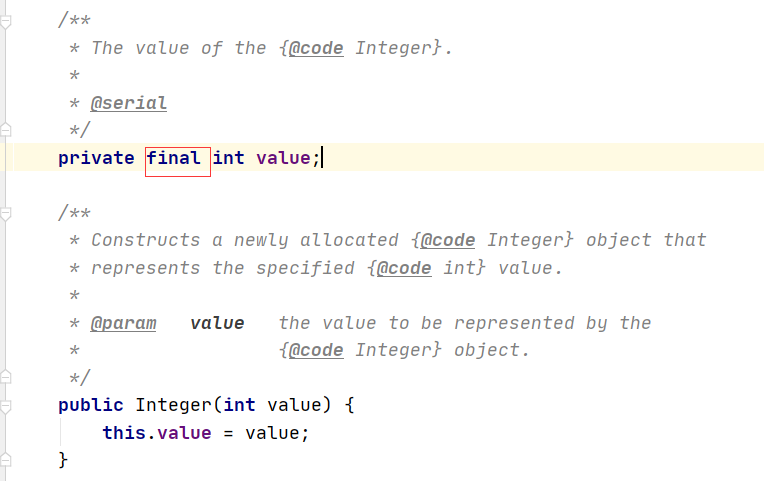 /**
 * The value of the {@code Integer}.
 *
 * @serial
 */
private final int value;
/**
 * Constructs a newly allocated {@code Integer} object that
 * represents the specified {@code int} value.
 *
 * @param   value   the value to be represented by the
 *                  {@code Integer} object.
 */
public Integer(int value) {
    this.value = value;
}